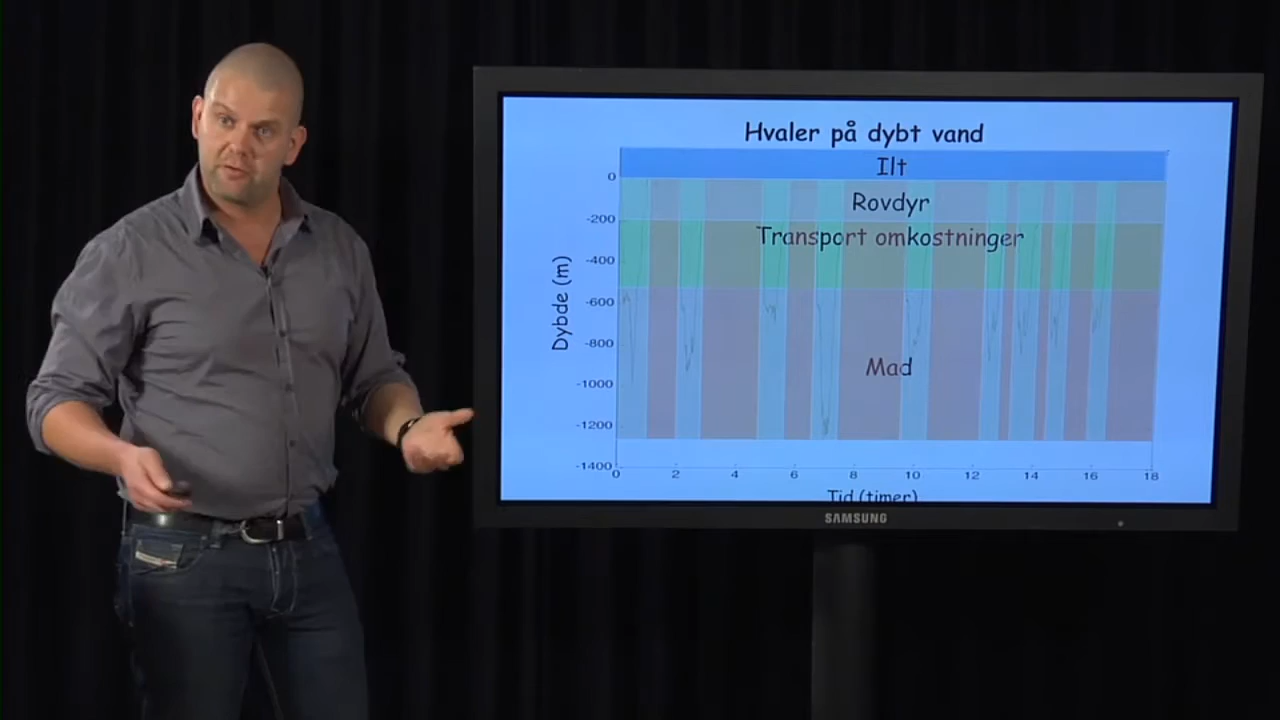 Hvaler på dybt vand
Ilt
0
Rovdyr
-200
Transport omkostninger
-400
Dybde (m)
-600
-800
Mad
-1000
-1200
-1400
0 2 4 6 8 10 12 14 16 18
Tid (timer)
SAMSUNG